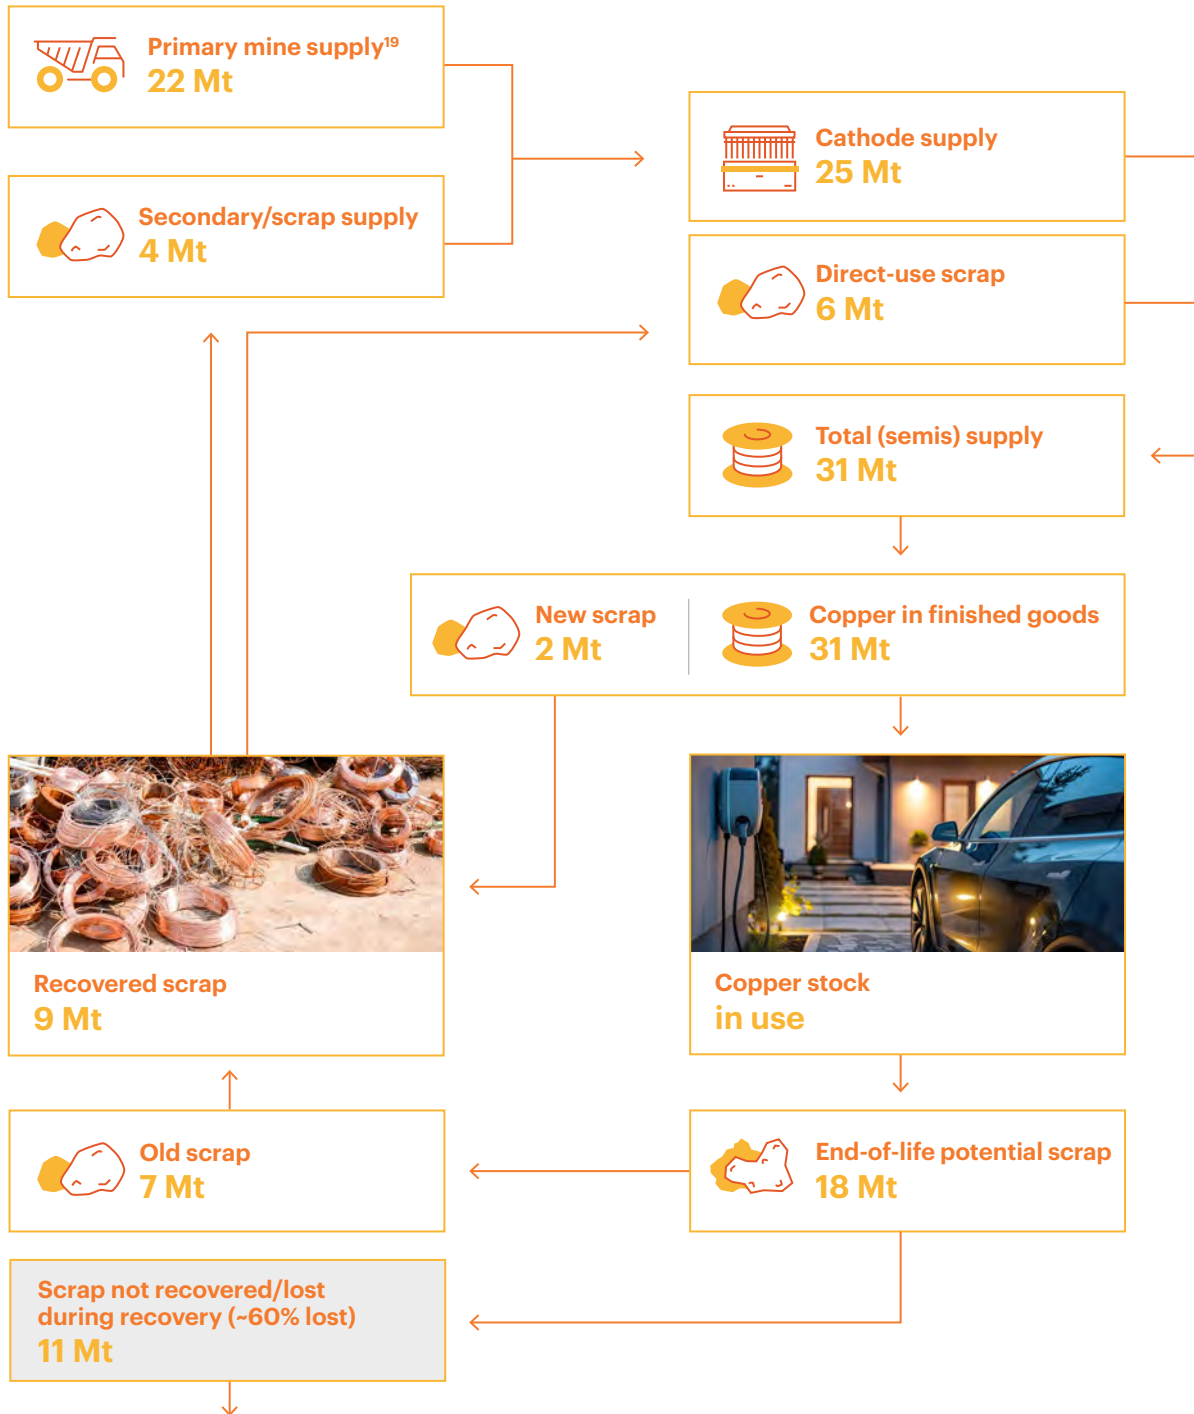 Primary mine supply¹⁹
22 Mt
Secondary/scrap supply
4 Mt
Cathode supply
25 Mt
Direct-use scrap
6 Mt
Total (semis) supply
31 Mt
New scrap
2 Mt
Copper in finished goods
31 Mt
Recovered scrap
9 Mt
Copper stock
in use
Old scrap
7 Mt
End-of-life potential scrap
18 Mt
Scrap not recovered/lost
during recovery (~60% lost)
11 Mt